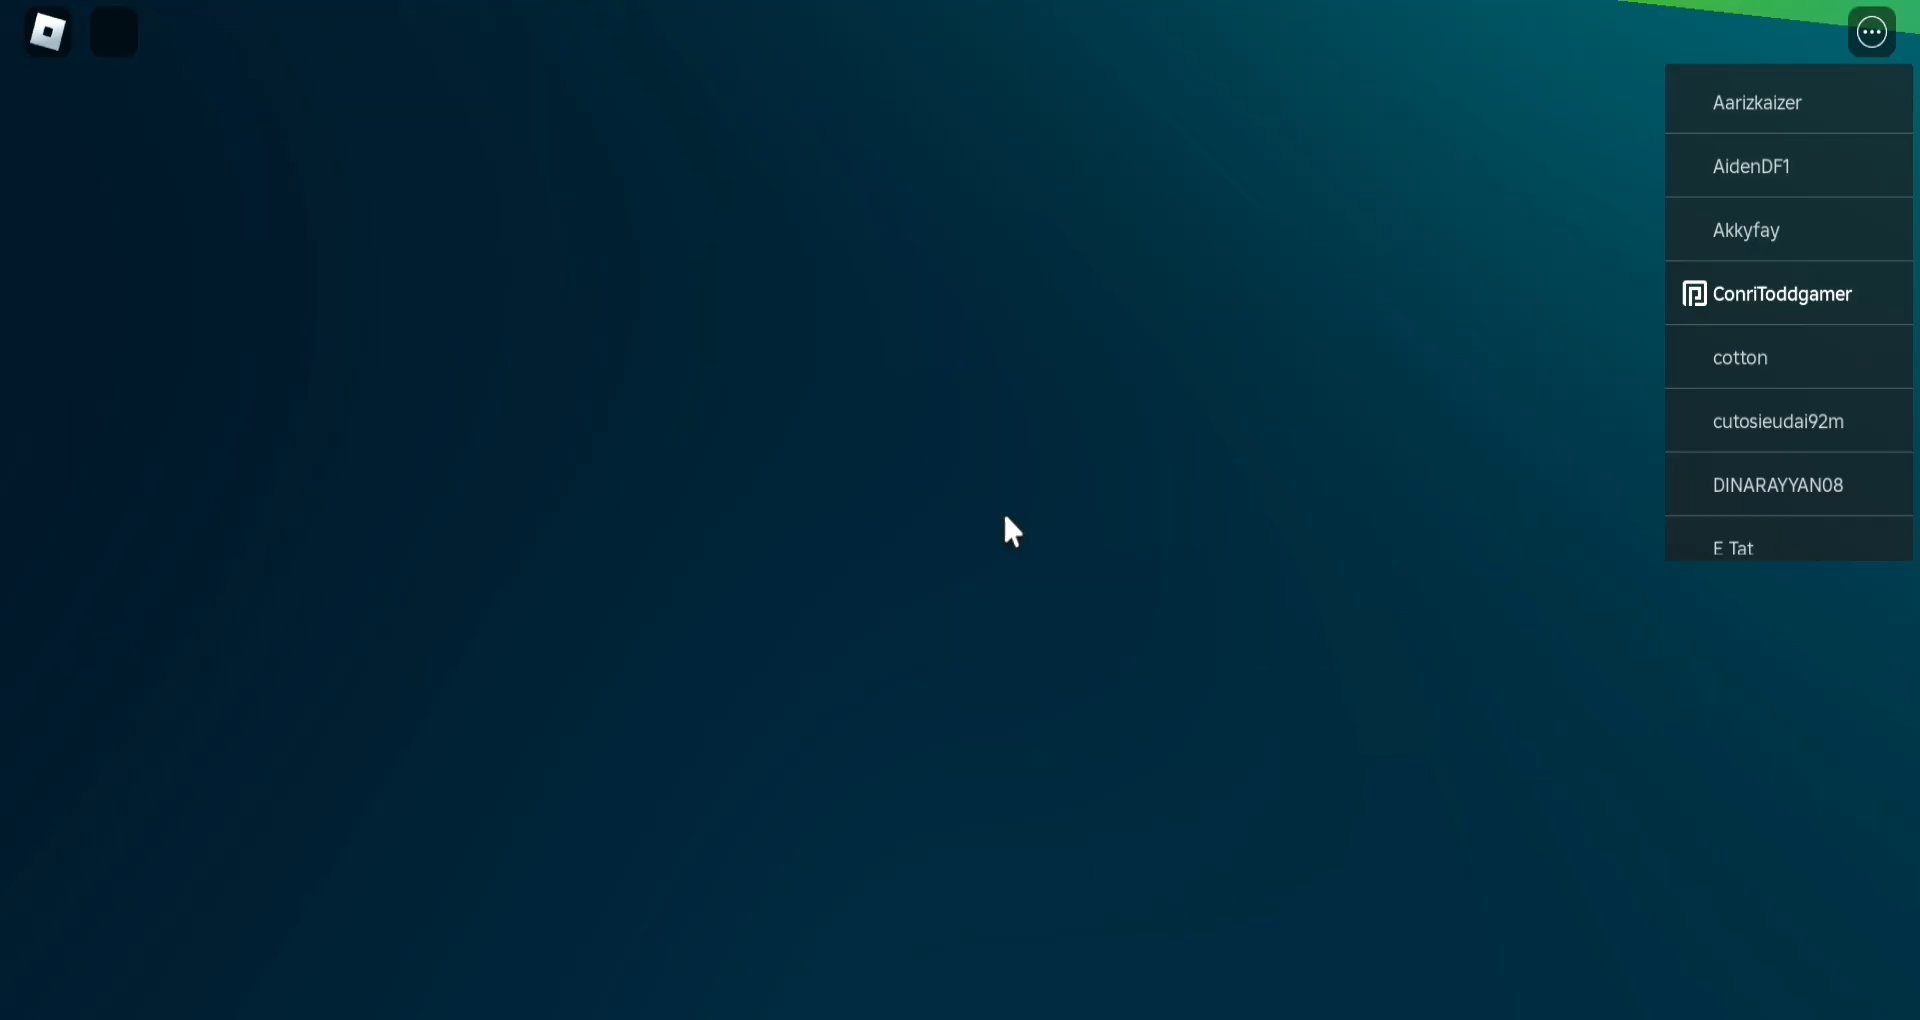 Aarizkaizer
AidenDF1
Akkyfay
ConriToddgamer
cotton
cutosieudai92m
DINARAYYAN08
E Tat